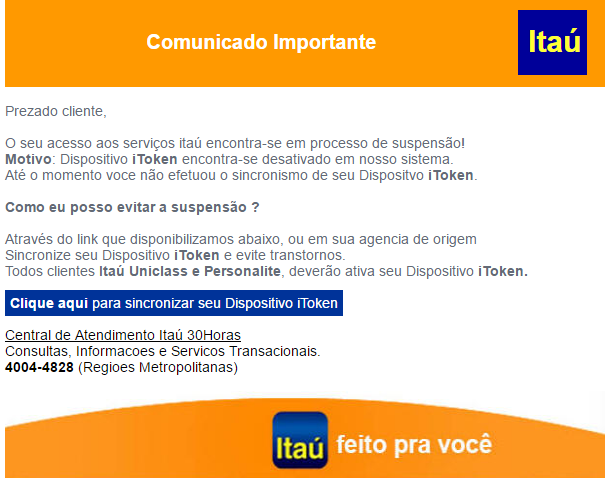 Comunicado Importante
Itaú
Prezado cliente,
O seu acesso aos serviços itaú encontra-se em processo de suspensão!
Motivo: Dispositivo iToken encontra-se desativado em nosso sistema.
Até o momento voce não efetuou o sincronismo de seu Dispositvo iToken.
Como eu posso evitar a suspensão ?
Através do link que disponibilizamos abaixo, ou em sua agencia de origem
Sincronize seu Dispositivo iToken e evite transtornos.
Todos clientes Itaú Uniclass e Personalite, deverão ativa seu Dispositivo iToken.
Clique aqui para sincronizar seu Dispositivo iToken
Central de Atendimento Itaú 30Horas
Consultas, Informacoes e Servicos Transacionais.
4004-4828 (Regioes Metropolitanas)
Itaú feito pra você